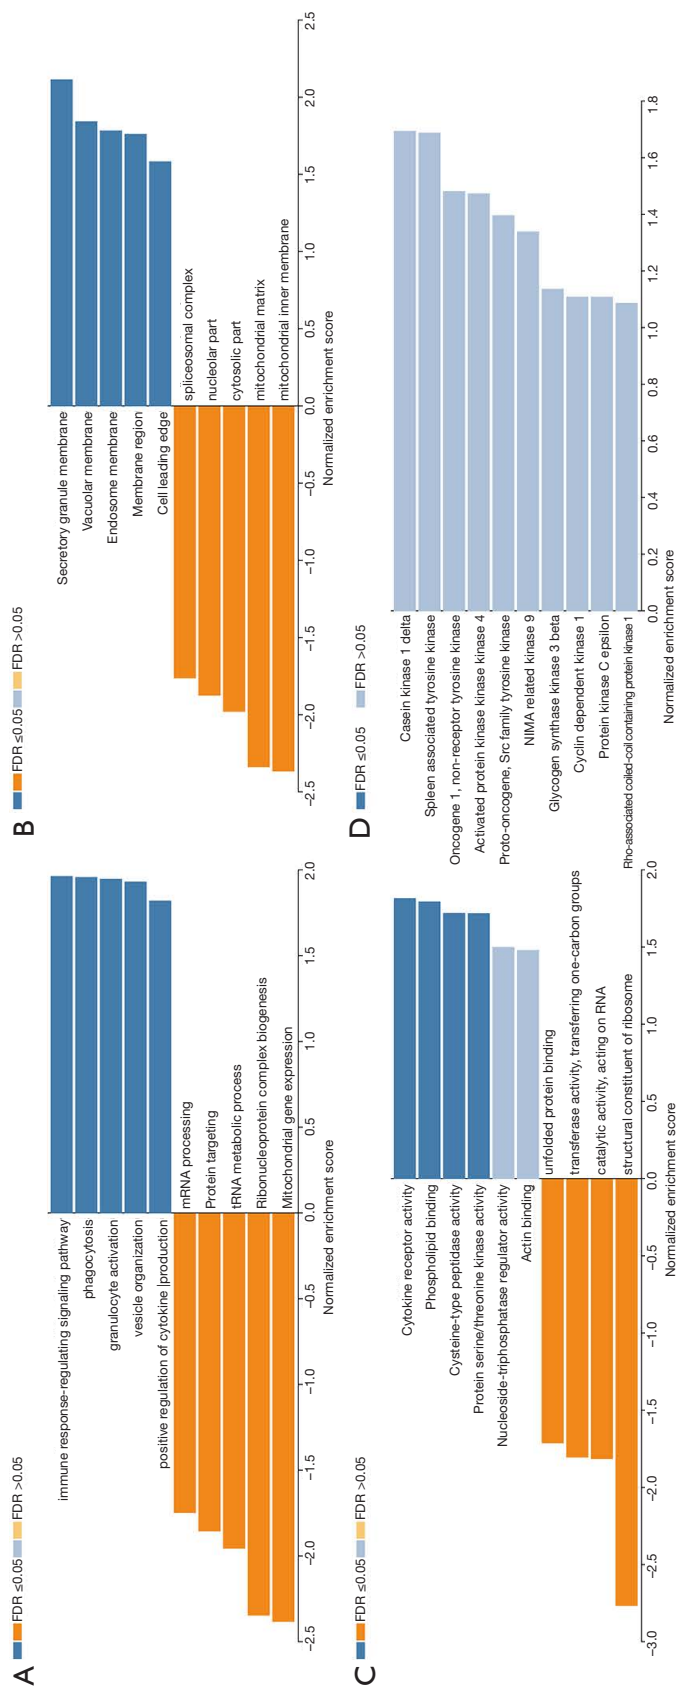 A
FDR ≤0.05 FDR >0.05
immune response-regulating signaling pathway
phagocytosis
granulocyte activation
vesicle organization
positive regulation of cytokine |production
mRNA processing
Protein targeting
tRNA metabolic process
Ribonucleoprotein complex biogenesis
Mitochondrial gene expression
−2.5 −2.0 −1.5 −1.0 −0.5 0.0 0.5 1.0 1.5 2.0
Normalized enrichment score
B
FDR ≤0.05 FDR >0.05
Secretory granule membrane
Vacuolar membrane
Endosome membrane
Membrane region
Cell leading edge
spliceosomal complex
nucleolar part
cytosolic part
mitochondrial matrix
mitochondrial inner membrane
−2.5 −2.0 −1.5 −1.0 −0.5 0.0 0.5 1.0 1.5 2.0 2.5
Normalized enrichment score
C
FDR ≤0.05 FDR >0.05
Cytokine receptor activity
Phospholipid binding
Cysteine-type peptidase activity
Protein serine/threonine kinase activity
Nucleoside-triphosphatase regulator activity
Actin binding
unfolded protein binding
transferase activity, transferring one-carbon groups
catalytic activity, acting on RNA
structural constituent of ribosome
−3.0 −2.5 −2.0 −1.5 −1.0 −0.5 0.0 0.5 1.0 1.5 2.0
Normalized enrichment score
D
FDR ≤0.05 FDR >0.05
Casein kinase 1 delta
Spleen associated tyrosine kinase
Oncogene 1, non-receptor tyrosine kinase
Activated protein kinase kinase kinase 4
Proto-oncogene, Src family tyrosine kinase
NIMA related kinase 9
Glycogen synthase kinase 3 beta
Cyclin dependent kinase 1
Protein kinase C epsilon
Rho-associated coiled-coil containing protein kinase 1
0.0 0.2 0.4 0.6 0.8 1.0 1.2 1.4 1.6 1.8
Normalized enrichment score